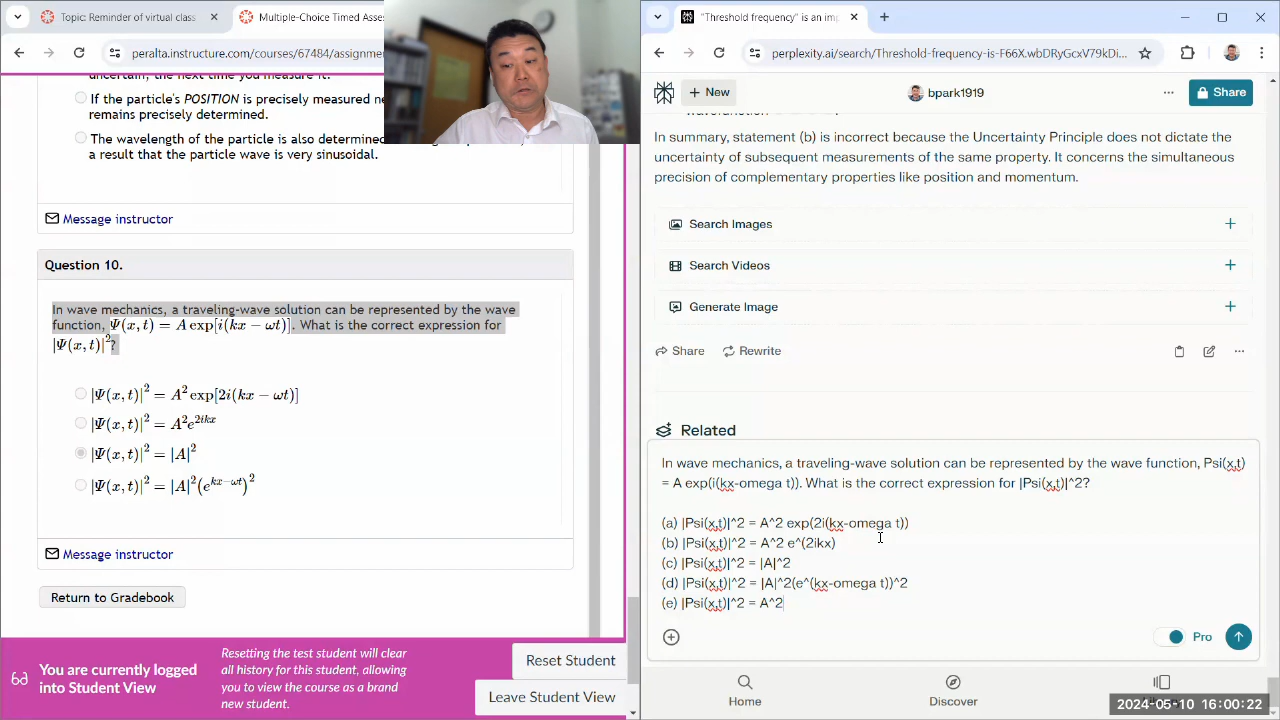 Topic: Reminder of virtual class
Multiple-Choice Timed Asse
peralta.instructure.com/courses/67484/assignme
uncertain, the next time you measure it.
If the particle's POSITION is precisely measured
remains precisely determined.
The wavelength of the particle is also determined
a result that the particle wave is very sinusoidal.
Message instructor
Question 10.
In wave mechanics, a traveling-wave solution can be represented by the wave
function, Ψ(x, t) = A exp[i(kx − ωt)]. What is the correct expression for
|Ψ(x, t)|²?
|Ψ(x, t)|² = A² exp[2i(kx − ωt)]
|Ψ(x, t)|² = A²e²ⁱᵏˣ
|Ψ(x, t)|² = |A|²
|Ψ(x, t)|² = |A|²(e^{kx−ωt})²
Message instructor
Return to Gradebook
You are currently logged
into Student View
Resetting the test student will clear
all history for this student, allowing
you to view the course as a brand
new student.
Reset Student
Leave Student View
"Threshold frequency" is an imp
perplexity.ai/search/Threshold-frequency-is-F66X.wbDRyGca.79kDi...
New
bpark1919
Share
In summary, statement (b) is incorrect because the Uncertainty Principle does not dictate the
uncertainty of subsequent measurements of the same property. It concerns the simultaneous
precision of complementary properties like position and momentum.
Search Images
Search Videos
Generate Image
Share
Rewrite
Related
In wave mechanics, a traveling-wave solution can be represented by the wave function, Psi(x,t)
= A exp(i(kx-omega t)). What is the correct expression for |Psi(x,t)|^2?
(a) |Psi(x,t)|^2 = A^2 exp(2i(kx-omega t))
(b) |Psi(x,t)|^2 = A^2 e^(2ikx)
(c) |Psi(x,t)|^2 = |A|^2
(d) |Psi(x,t)|^2 = |A|^2(e^(kx-omega t))^2
(e) |Psi(x,t)|^2 = A^2
Pro
Home
Discover
2024-05-10 16:00:22